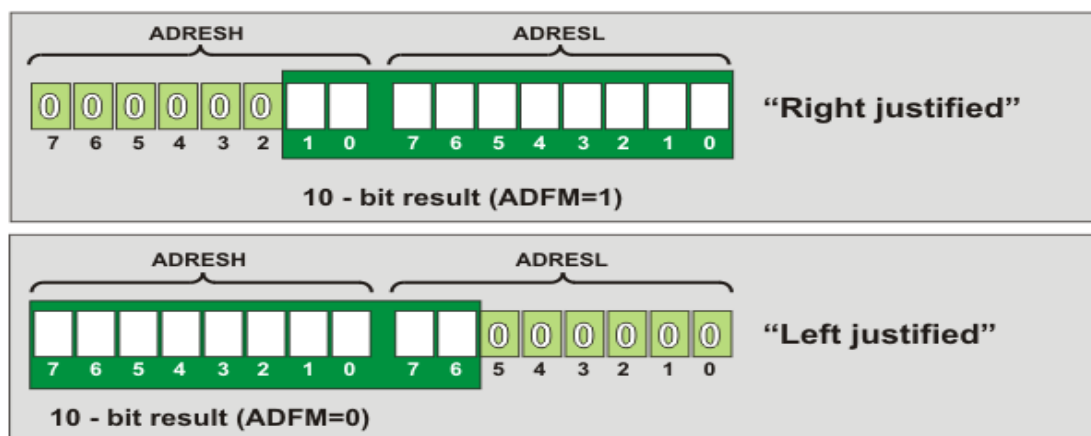 ADRESH ADRESL
0 0 0 0 0 0 "Right justified"
7 6 5 4 3 2 1 0 7 6 5 4 3 2 1 0
10 - bit result (ADFM=1)
ADRESH ADRESL
0 0 0 0 0 0 "Left justified"
7 6 5 4 3 2 1 0 7 6 5 4 3 2 1 0
10 - bit result (ADFM=0)